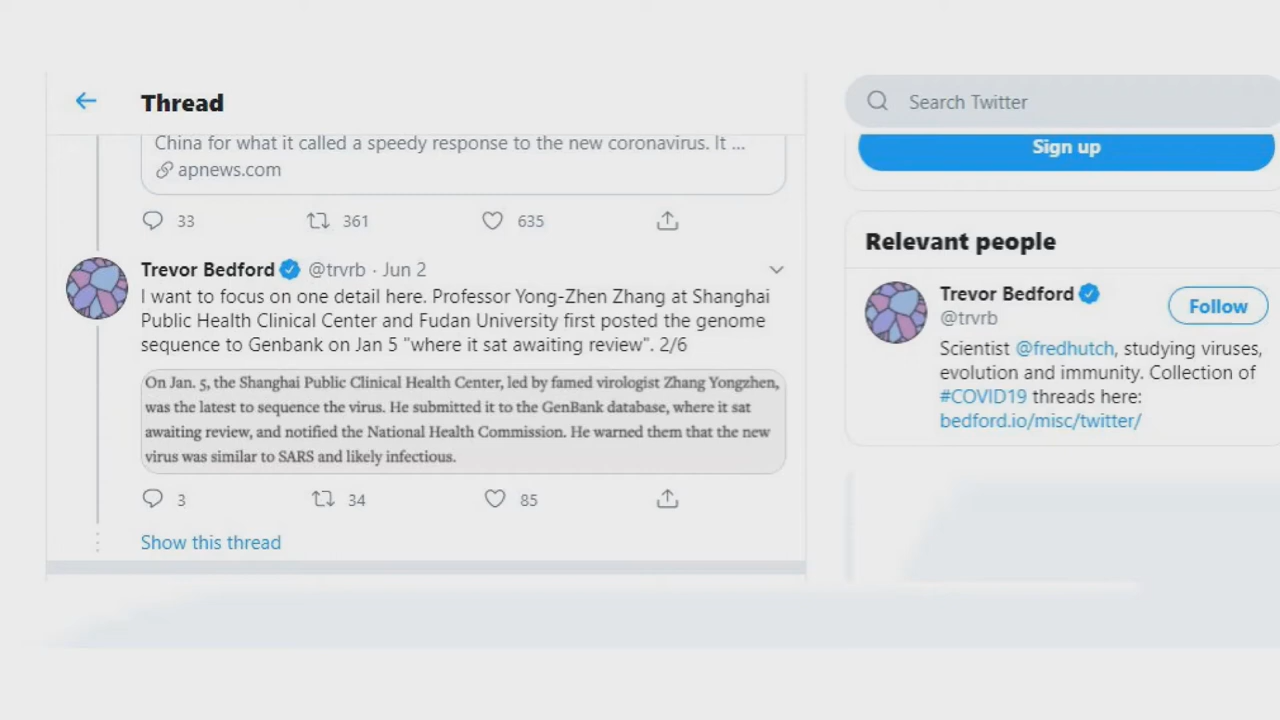 Thread
China for what it called a speedy response to the new coronavirus. It ...
apnews.com
33 361 635
Trevor Bedford @trvrb · Jun 2
I want to focus on one detail here. Professor Yong-Zhen Zhang at Shanghai
Public Health Clinical Center and Fudan University first posted the genome
sequence to Genbank on Jan 5 "where it sat awaiting review". 2/6
On Jan. 5, the Shanghai Public Clinical Health Center, led by famed virologist Zhang Yongzhen,
was the latest to sequence the virus. He submitted it to the GenBank database, where it sat
awaiting review, and notified the National Health Commission. He warned them that the new
virus was similar to SARS and likely infectious.
3 34 85
Show this thread
Search Twitter
Sign up
Relevant people
Trevor Bedford
@trvrb
Follow
Scientist @fredhutch, studying viruses,
evolution and immunity. Collection of
#COVID19 threads here:
bedford.io/misc/twitter/